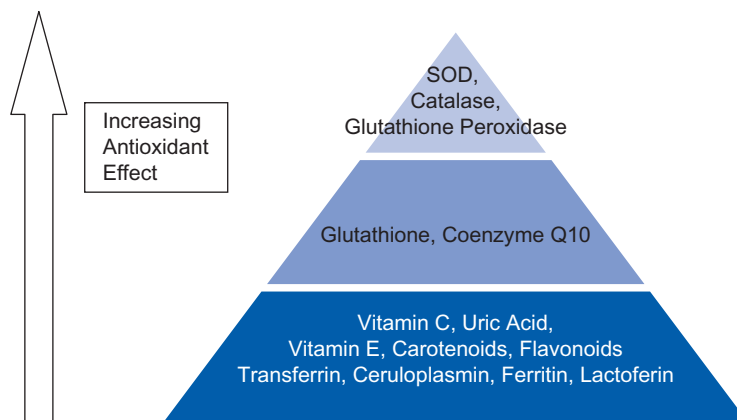 Increasing
Antioxidant
Effect
SOD,
Catalase,
Glutathione Peroxidase
Glutathione, Coenzyme Q10
Vitamin C, Uric Acid,
Vitamin E, Carotenoids, Flavonoids
Transferrin, Ceruloplasmin, Ferritin, Lactoferin